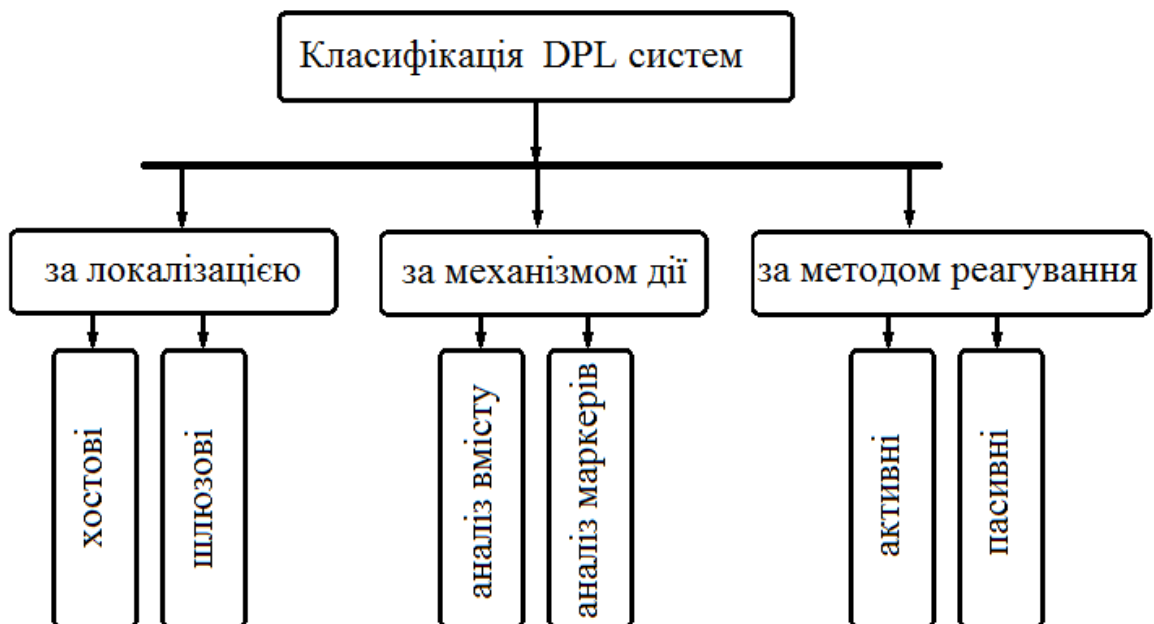 Класифікація DPL систем
за локалізацією
за механізмом дії
за методом реагування
хостові
шлюзові
аналіз вмісту
аналіз маркерів
активні
пасивні